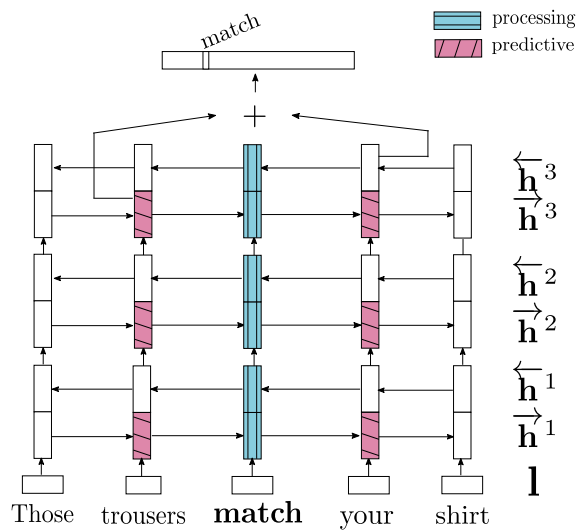 processing
predictive
match
+
←h 3
→h 3
←h 2
→h 2
←h 1
→h 1
l
Those trousers match your shirt